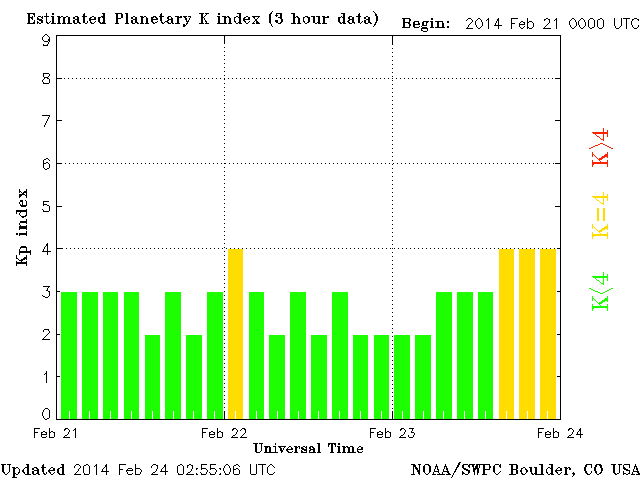 Estimated Planetary K index (3 hour data) Begin: 2014 Feb 21 0000 UTC
9
8
7
6
5
4
3
2
1
0
Kp index
K>4
K=4
K<4
Feb 21 Feb 22 Feb 23 Feb 24
Universal Time
Updated 2014 Feb 24 02:55:06 UTC NOAA/SWPC Boulder, CO USA